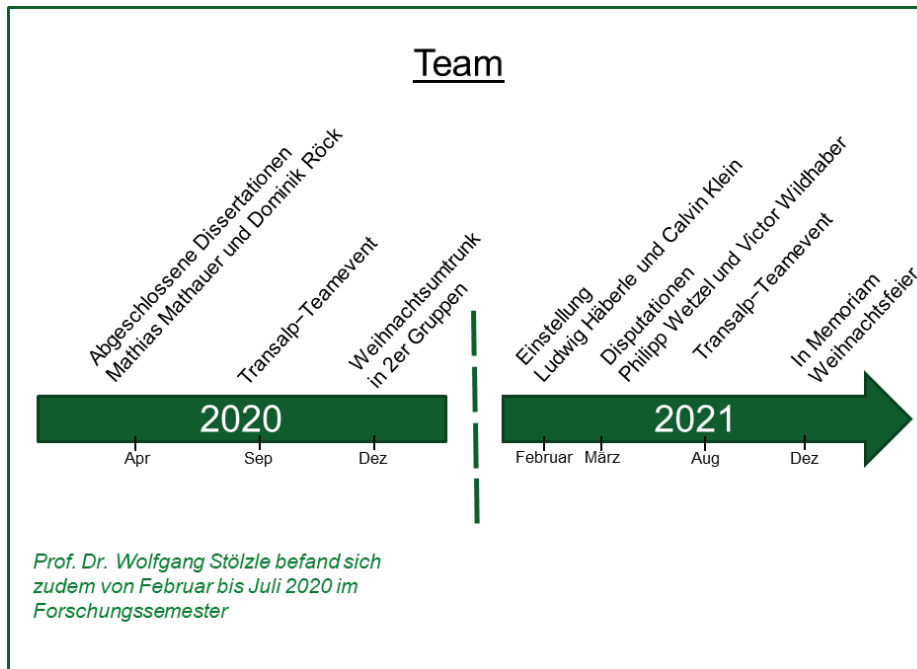 Team
Abgeschlossene Dissertationen
Mathias Mathauer und Dominik Röck
Transalp-Teamevent
Weihnachtsumtrunk
in 2er Gruppen
Einstellung
Ludwig Häberle und Calvin Klein
Disputationen
Philipp Wetzel und Victor Wildhaber
Transalp-Teamevent
In Memoriam
Weihnachtsfeier
2020
2021
Apr
Sep
Dez
Februar
März
Aug
Dez
Prof. Dr. Wolfgang Stölzle befand sich
zudem von Februar bis Juli 2020 im
Forschungssemester